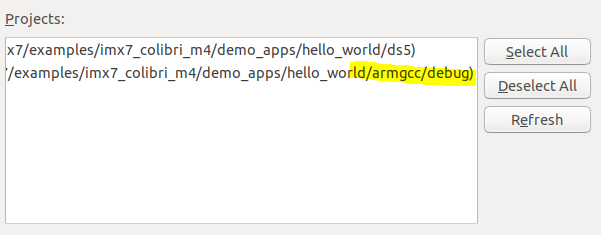 Projects:
x7/examples/imx7_colibri_m4/demo_apps/hello_world/ds5)
/examples/imx7_colibri_m4/demo_apps/hello_world/armgcc/debug)
Select All
Deselect All
Refresh